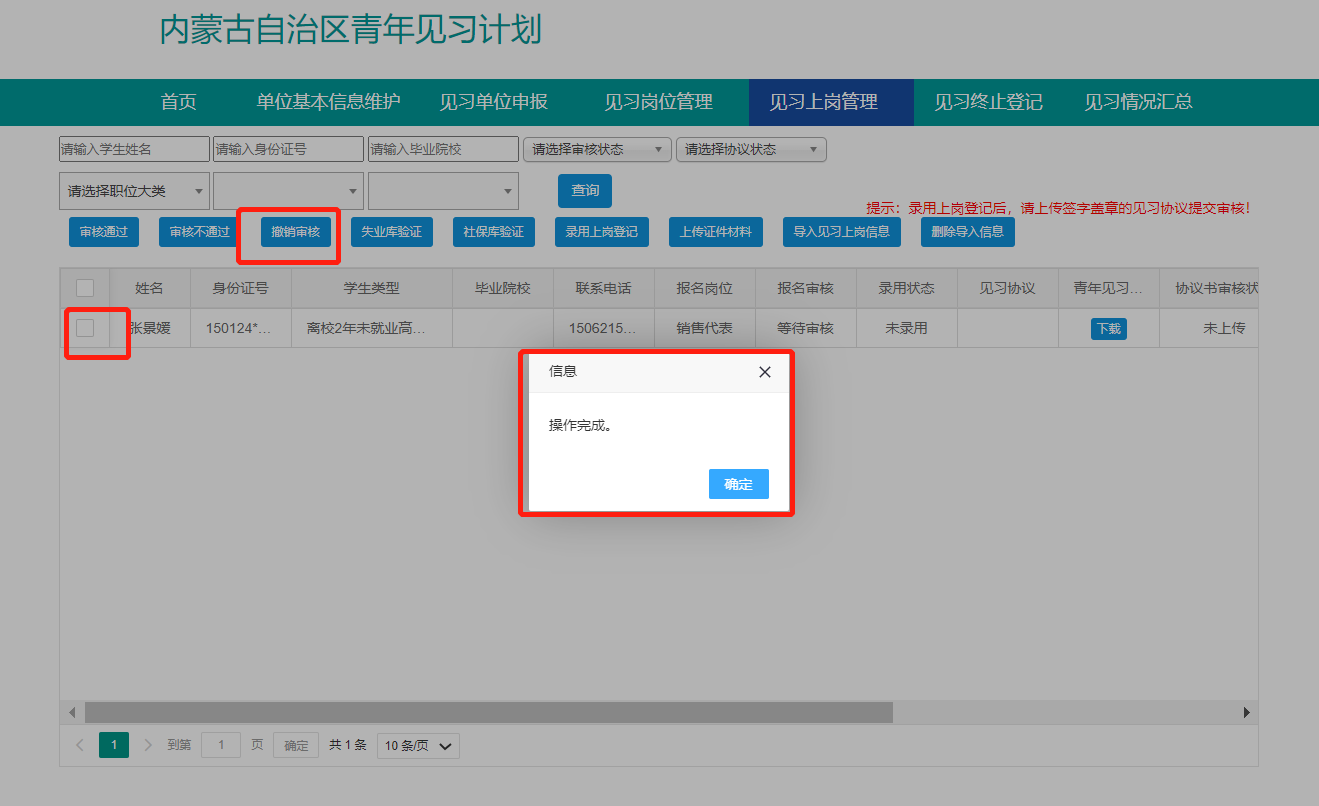 内蒙古自治区青年见习计划
首页 单位基本信息维护 见习单位申报 见习岗位管理 见习上岗管理 见习终止登记 见习情况汇总
请输入学生姓名 请输入身份证号 请输入毕业院校 请选择审核状态 请选择协议状态
请选择职位大类 查询
提示：录用上岗登记后，请上传签字盖章的见习协议提交审核！
审核通过 审核不通过 撤销审核 失业库验证 社保库验证 录用上岗登记 上传证件材料 导入见习上岗信息 删除导入信息
姓名 身份证号 学生类型 毕业院校 联系电话 报名岗位 报名审核 录用状态 见习协议 青年见习... 协议书审核状
张景媛 150124*... 离校2年未就业高... 1506215... 销售代表 等待审核 未录用 下载 未上传
信息
操作完成。
确定
1 到第 1 页 确定 共 1 条 10 条/页